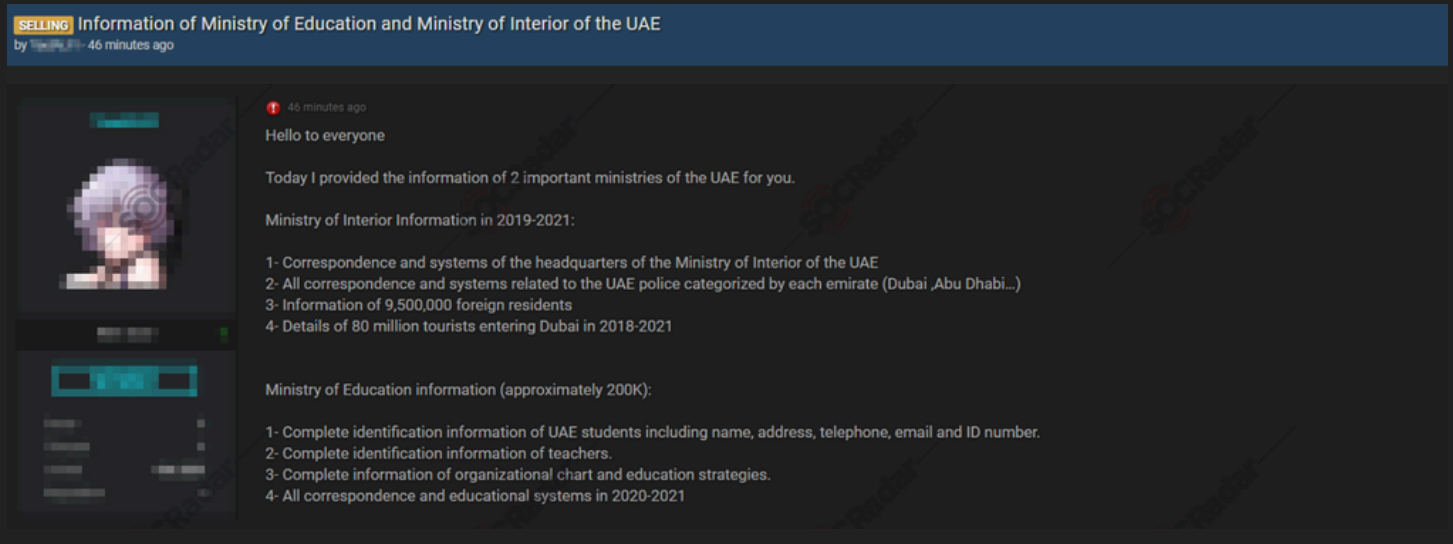 SELLING Information of Ministry of Education and Ministry of Interior of the UAE
by - 46 minutes ago
46 minutes ago
Hello to everyone
Today I provided the information of 2 important ministries of the UAE for you.
Ministry of Interior Information in 2019-2021:
1- Correspondence and systems of the headquarters of the Ministry of Interior of the UAE
2- All correspondence and systems related to the UAE police categorized by each emirate (Dubai ,Abu Dhabi...)
3- Information of 9,500,000 foreign residents
4- Details of 80 million tourists entering Dubai in 2018-2021
Ministry of Education information (approximately 200K):
1- Complete identification information of UAE students including name, address, telephone, email and ID number.
2- Complete identification information of teachers.
3- Complete information of organizational chart and education strategies.
4- All correspondence and educational systems in 2020-2021
SOCRadar
SOCRadar
SOCRadar
SOCRadar